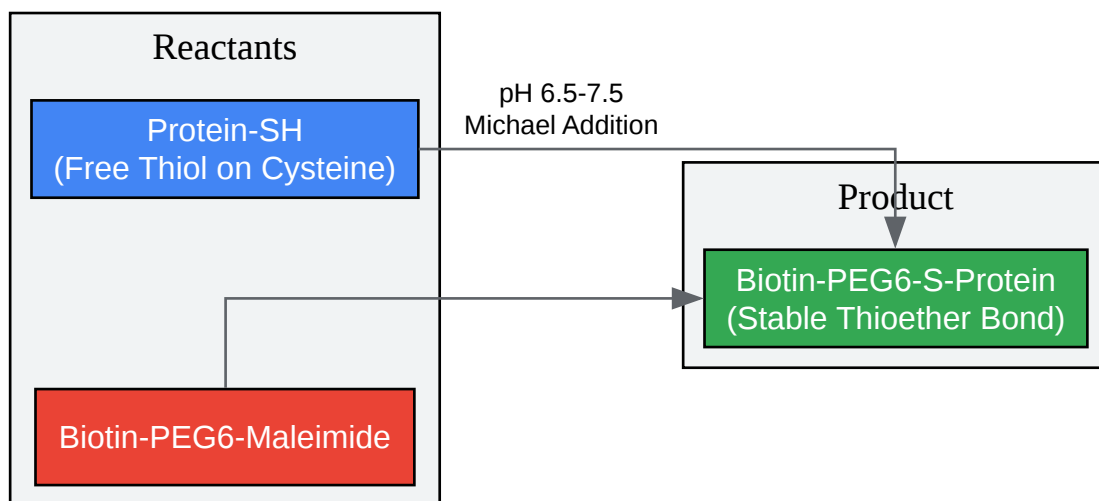 Reactants
Protein-SH
(Free Thiol on Cysteine)
pH 6.5-7.5
Michael Addition
Product
Biotin-PEG6-S-Protein
(Stable Thioether Bond)
Biotin-PEG6-Maleimide